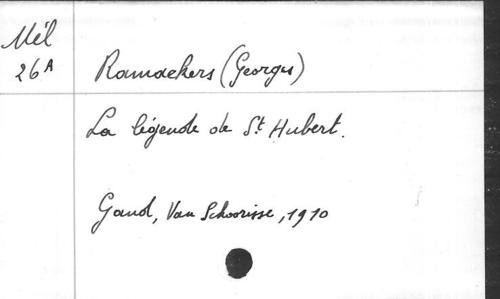 Mél
26A
Ramaekers (Georges)
La légende de St Hubert.
Gand, Van Schoorisse, 1910